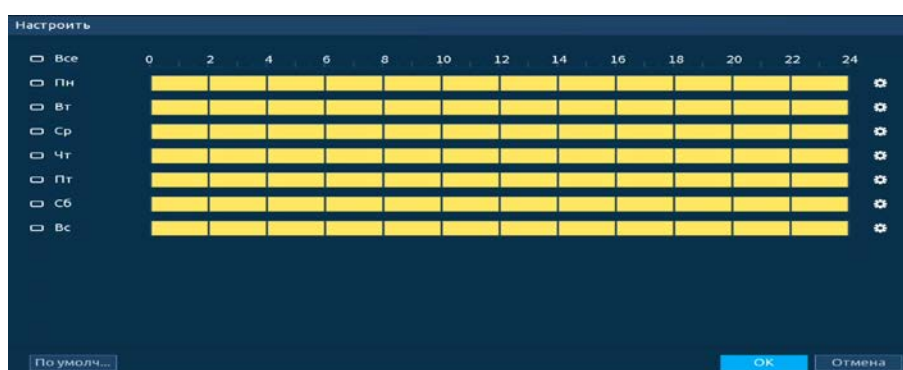 Настроить
Все 0 2 4 6 8 10 12 14 16 18 20 22 24
Пн
Вт
Ср
Чт
Пт
Сб
Вс
По умолч... OK Отмена